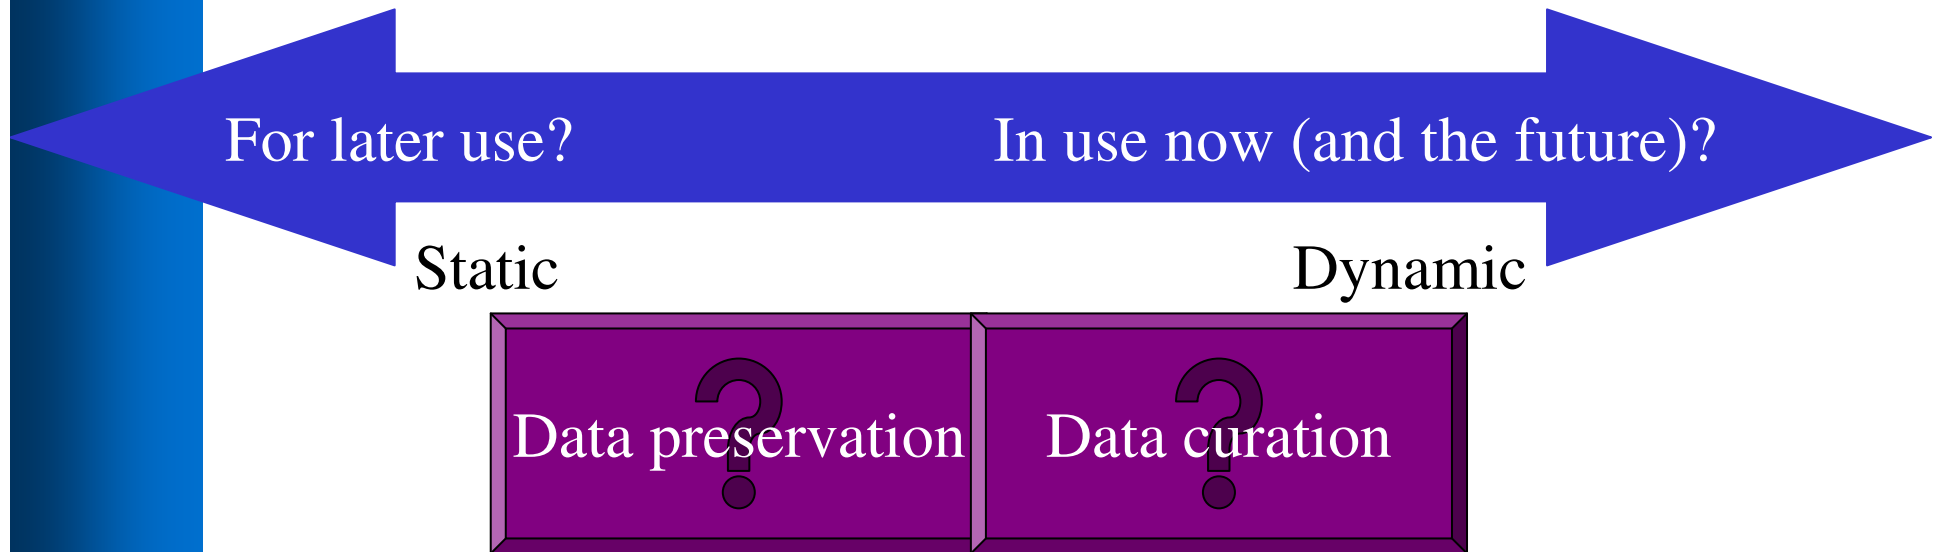 For later use? In use now (and the future)?
Static Dynamic
Data preservation Data curation